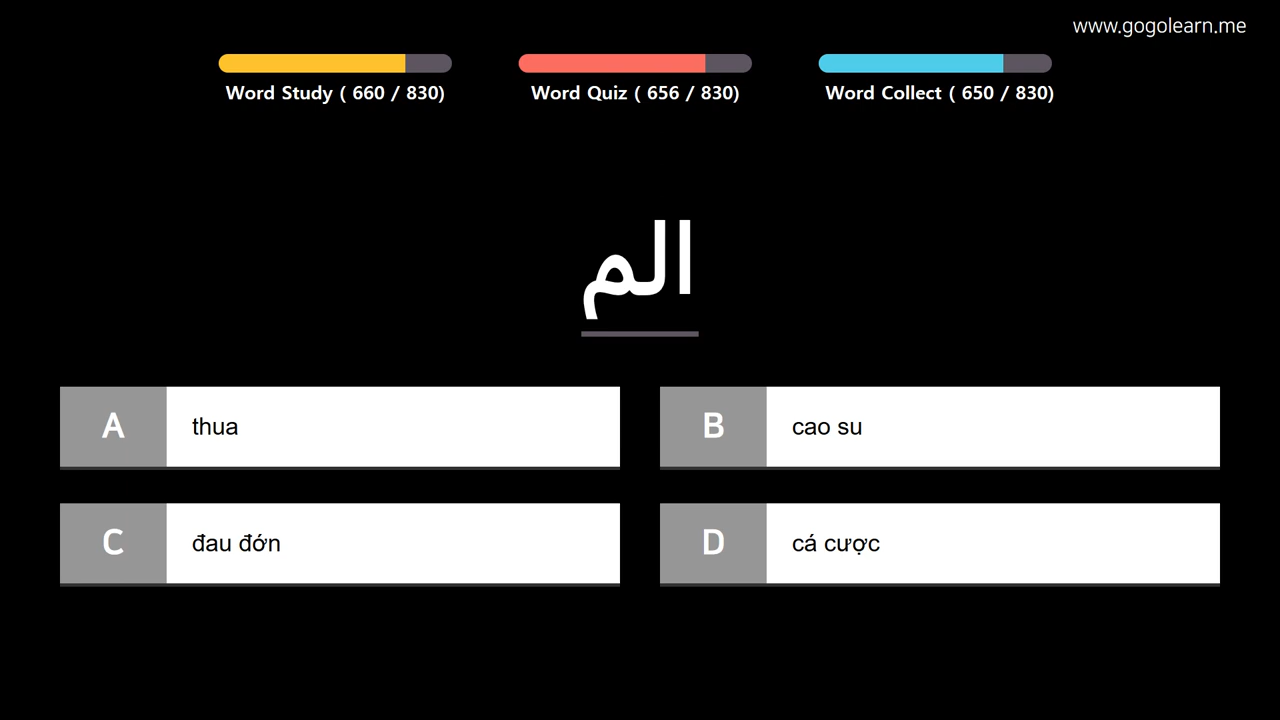 www.gogolearn.me
Word Study ( 660 / 830)
Word Quiz ( 656 / 830)
Word Collect ( 650 / 830)
الم
A thua
B cao su
C đau đớn
D cá cược